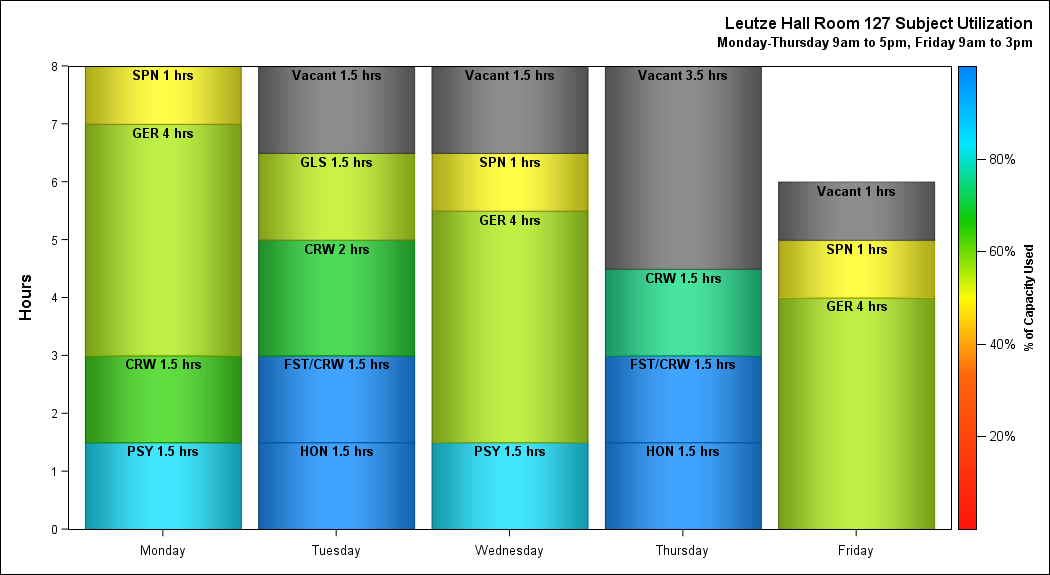 Leutze Hall Room 127 Subject Utilization
Monday-Thursday 9am to 5pm, Friday 9am to 3pm
Hours
8
7
6
5
4
3
2
1
0
SPN 1 hrs
GER 4 hrs
CRW 1.5 hrs
PSY 1.5 hrs
Monday
Vacant 1.5 hrs
GLS 1.5 hrs
CRW 2 hrs
FST/CRW 1.5 hrs
HON 1.5 hrs
Tuesday
Vacant 1.5 hrs
SPN 1 hrs
GER 4 hrs
PSY 1.5 hrs
Wednesday
Vacant 3.5 hrs
CRW 1.5 hrs
FST/CRW 1.5 hrs
HON 1.5 hrs
Thursday
Vacant 1 hrs
SPN 1 hrs
GER 4 hrs
Friday
80%
60%
40%
20%
% of Capacity Used